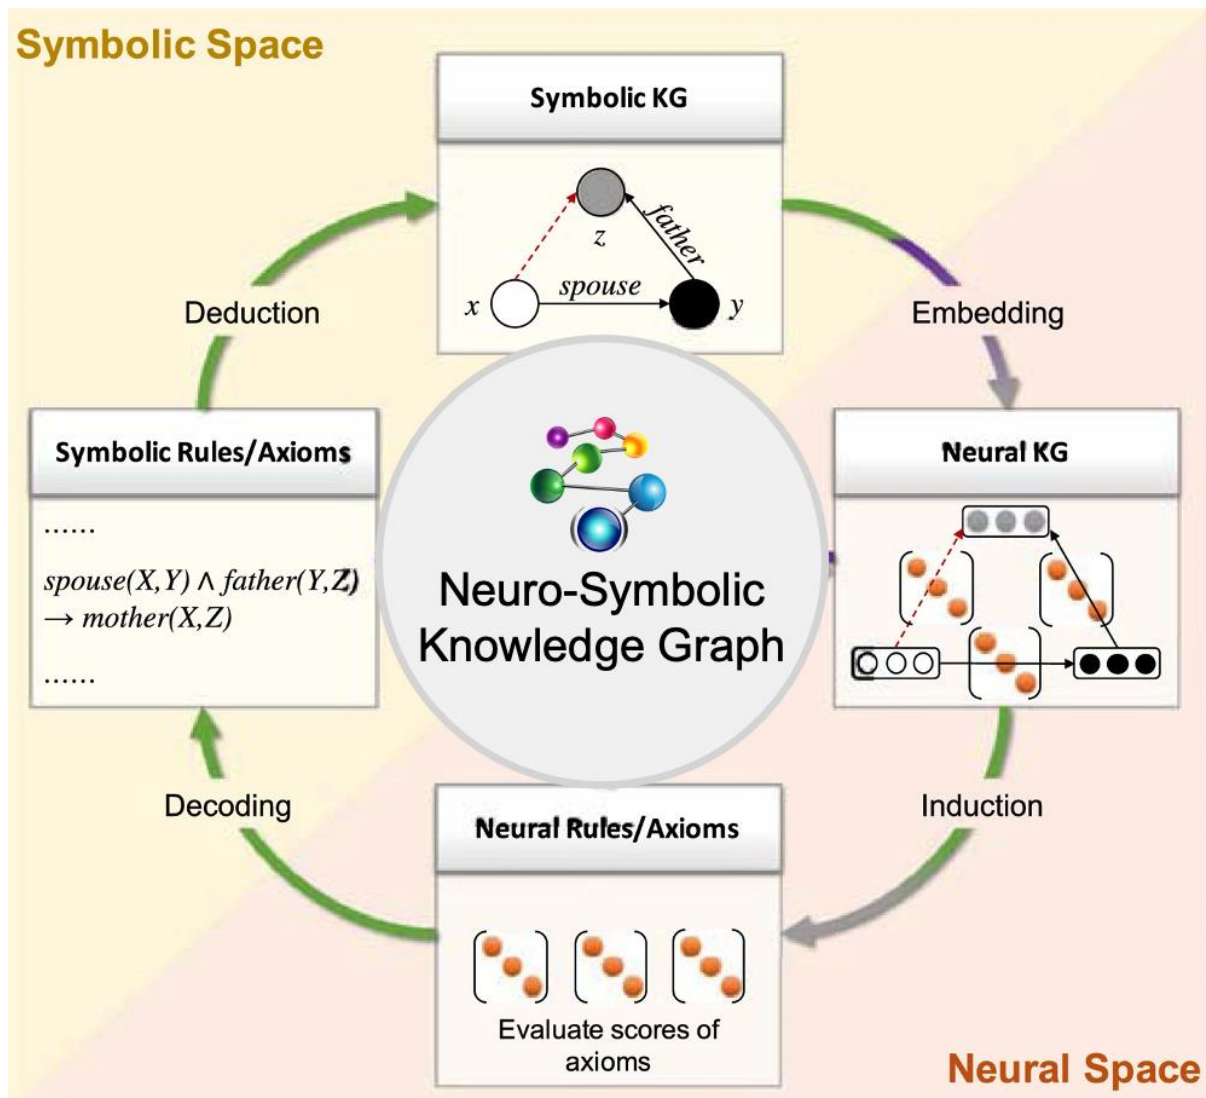 Symbolic Space
Symbolic KG
z
father
x
spouse
y
Deduction
Embedding
Symbolic Rules/Axioms
......
spouse(X,Y) ∧ father(Y,Z)
→ mother(X,Z)
......
Neuro-Symbolic
Knowledge Graph
Neural KG
Decoding
Induction
Neural Rules/Axioms
Evaluate scores of
axioms
Neural Space